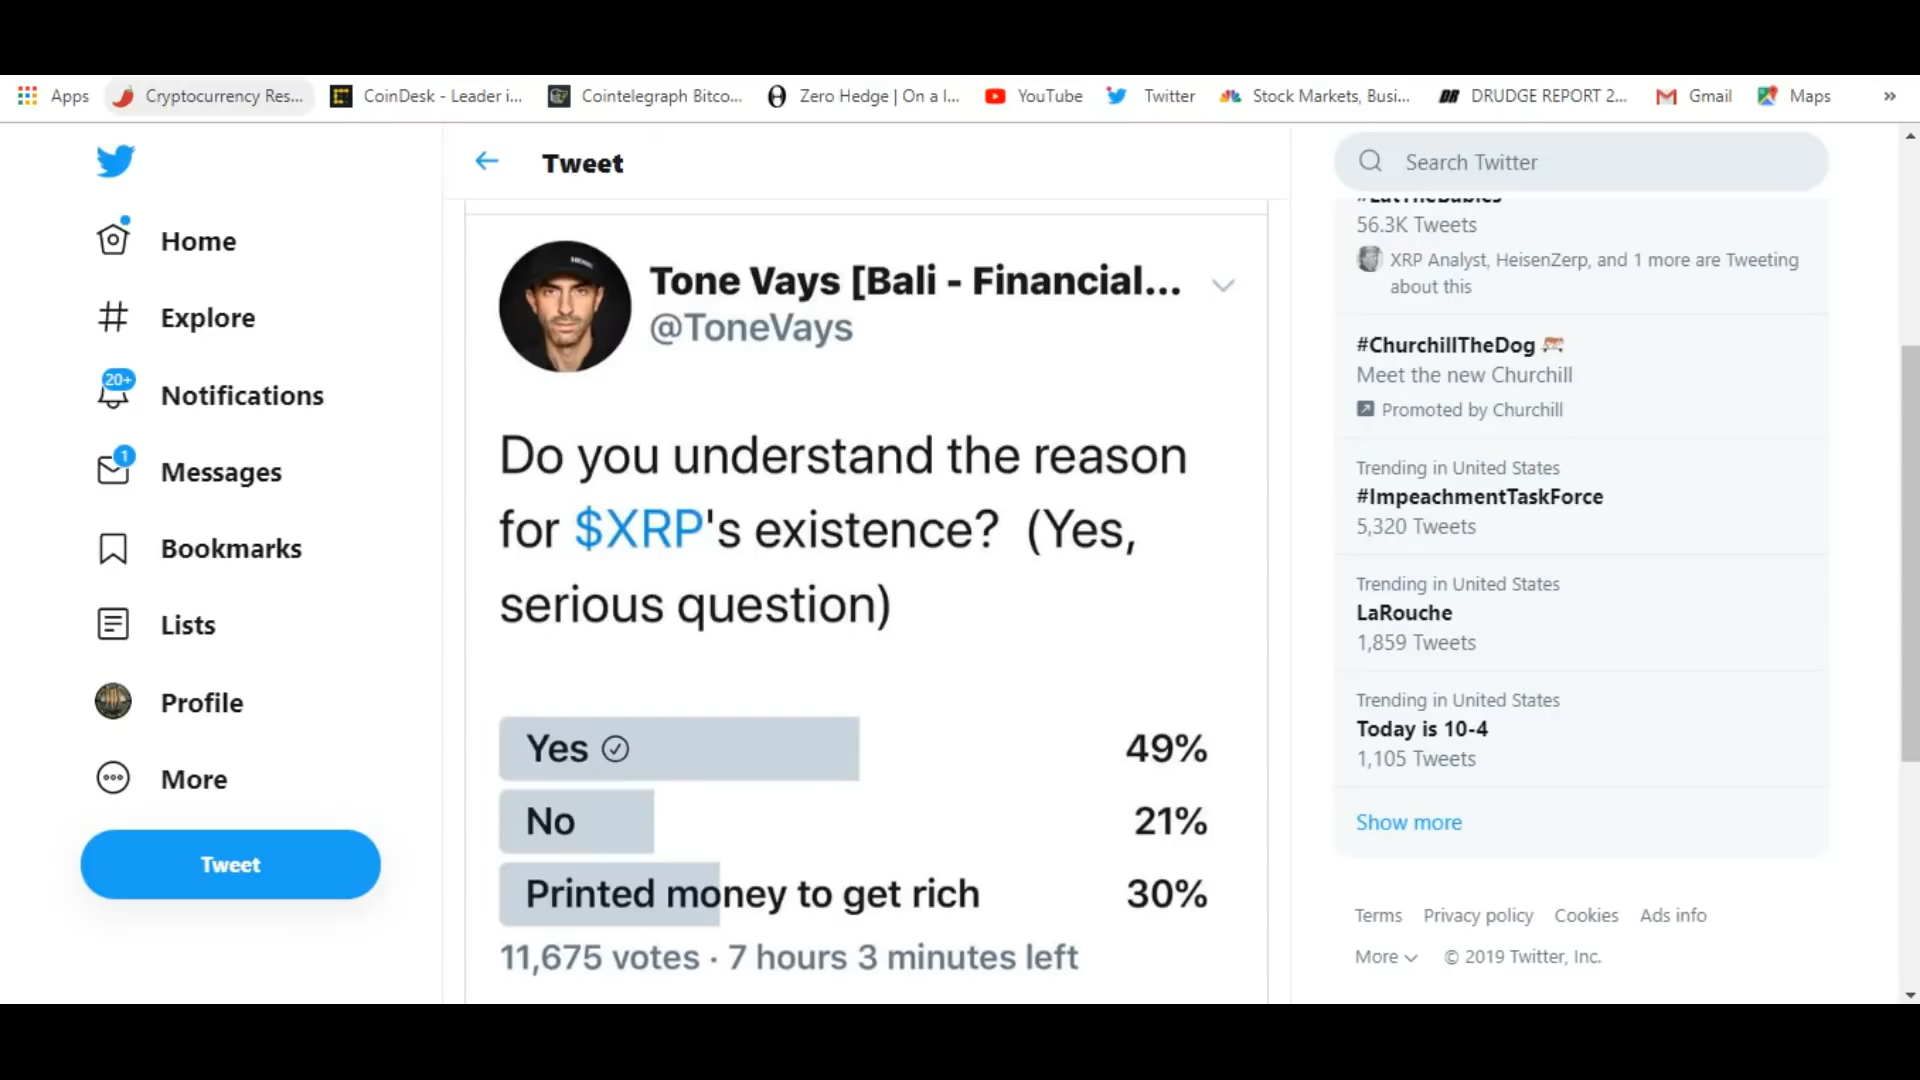 Apps
Cryptocurrency Res...
CoinDesk - Leader i...
Cointelegraph Bitco...
Zero Hedge | On a l...
YouTube
Twitter
Stock Markets, Busi...
DRUDGE REPORT 2...
Gmail
Maps
»
Home
Explore
20+
Notifications
1
Messages
Bookmarks
Lists
Profile
More
Tweet
Tweet
Tone Vays [Bali - Financial...
@ToneVays
Do you understand the reason
for $XRP's existence? (Yes,
serious question)
Yes 49%
No 21%
Printed money to get rich 30%
11,675 votes · 7 hours 3 minutes left
Search Twitter
#EatTheBabies
56.3K Tweets
XRP Analyst, HeisenZerp, and 1 more are Tweeting
about this
#ChurchillTheDog
Meet the new Churchill
Promoted by Churchill
Trending in United States
#ImpeachmentTaskForce
5,320 Tweets
Trending in United States
LaRouche
1,859 Tweets
Trending in United States
Today is 10-4
1,105 Tweets
Show more
Terms Privacy policy Cookies Ads info
More © 2019 Twitter, Inc.